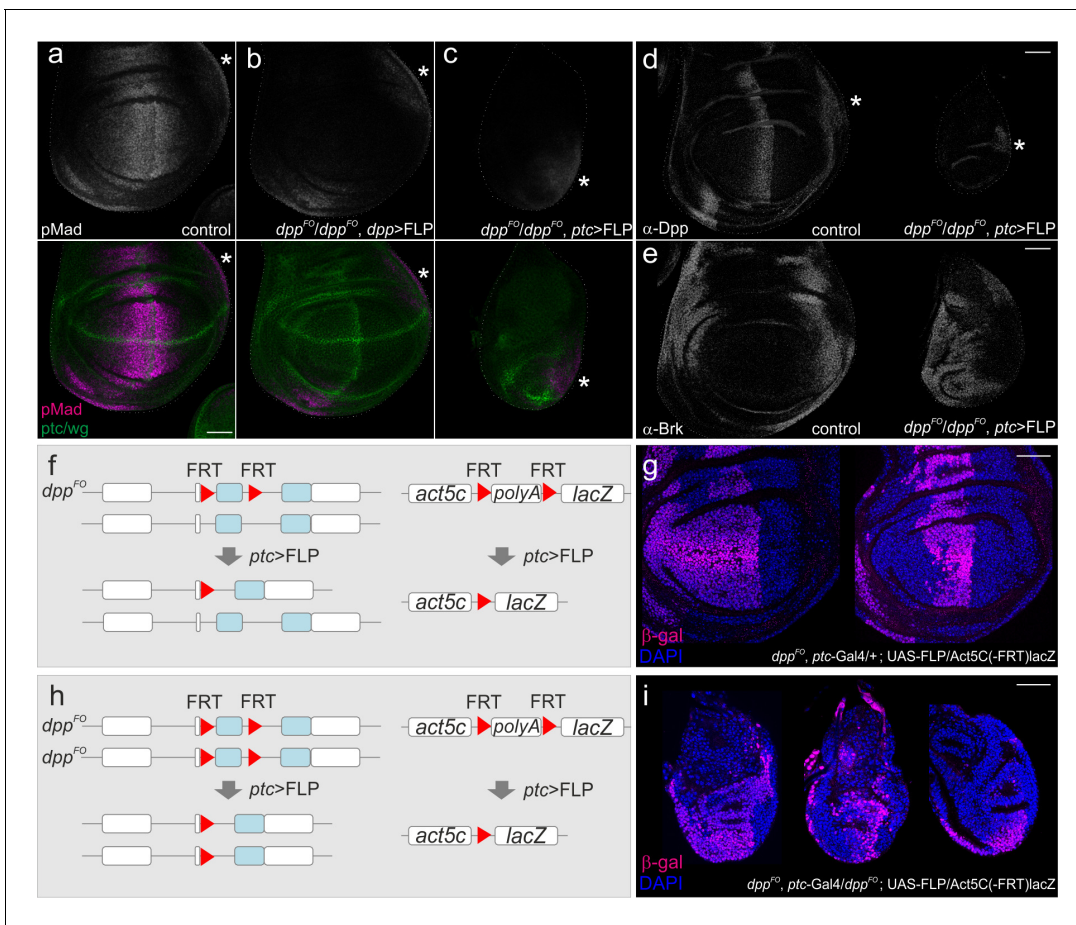 a
*
b
*
c
*
d
*
*
pMad
control
dpp^FO/dpp^FO, dpp>FLP
dpp^FO/dpp^FO, ptc>FLP
α-Dpp
control
dpp^FO/dpp^FO, ptc>FLP
*
*
*
pMad
ptc/wg
e
α-Brk
control
dpp^FO/dpp^FO, ptc>FLP
f
FRT FRT
dpp^FO
ptc>FLP
FRT FRT
act5c polyA lacZ
ptc>FLP
act5c lacZ
g
β-gal
DAPI
dpp^FO, ptc-Gal4/+; UAS-FLP/Act5C(-FRT)lacZ
h
FRT FRT
dpp^FO
dpp^FO
ptc>FLP
FRT FRT
act5c polyA lacZ
ptc>FLP
act5c lacZ
i
β-gal
DAPI
dpp^FO, ptc-Gal4/dpp^FO; UAS-FLP/Act5C(-FRT)lacZ